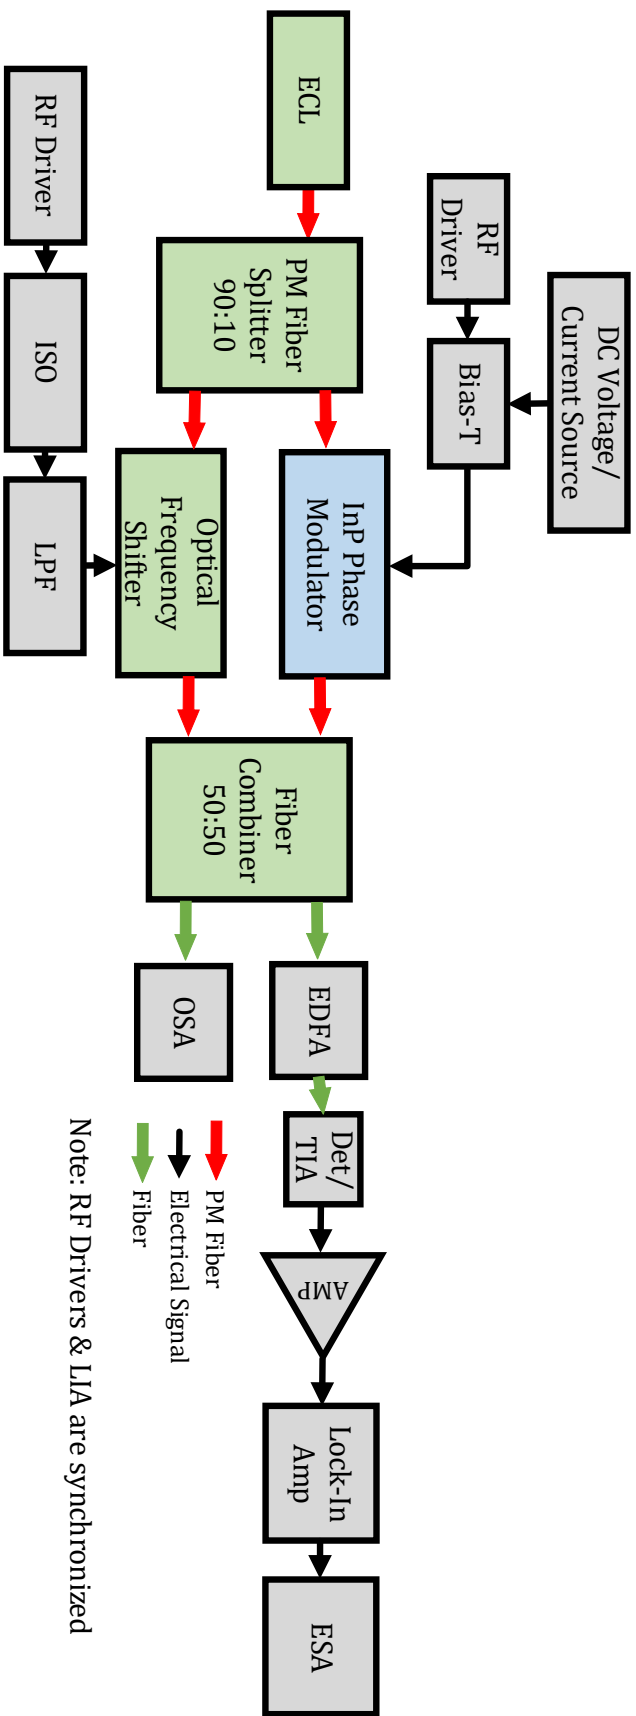 DC Voltage/
Current Source
RF
Driver
Bias-T
ECL
PM Fiber
Splitter
90:10
InP Phase
Modulator
Optical
Frequency
Shifter
Fiber
Combiner
50:50
EDFA
Det/
TIA
AMP
Lock-In
Amp
ESA
OSA
RF Driver
ISO
LPF
PM Fiber
Electrical Signal
Fiber
Note: RF Drivers & LIA are synchronized